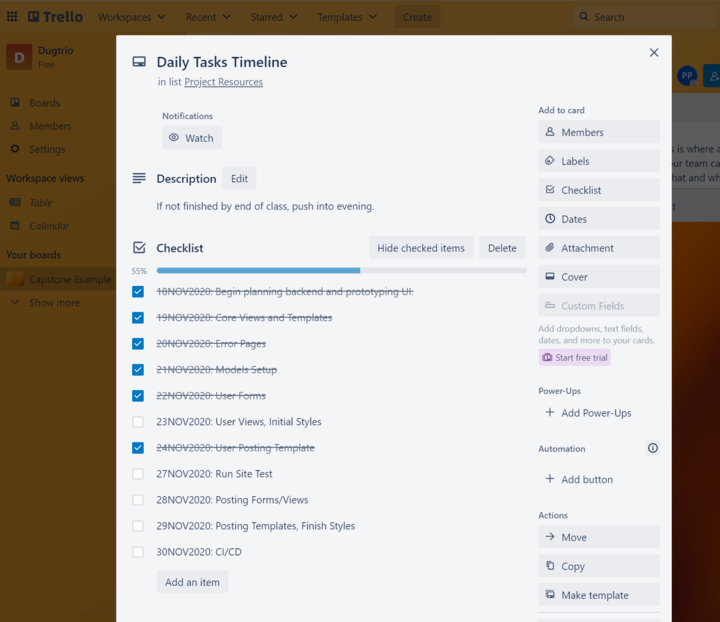 Trello Workspaces Recent Starred Templates Create Search
D Dugtrio
Free
Boards
Members
Settings
Workspace views
Table
Calendar
Your boards
Capstone Example
Show more
Daily Tasks Timeline
in list Project Resources
Notifications
Watch
Description Edit
If not finished by end of class, push into evening.
Checklist Hide checked items Delete
55%
18NOV2020: Begin planning backend and prototyping UI.
19NOV2020: Core Views and Templates
20NOV2020: Error Pages
21NOV2020: Models Setup
22NOV2020: User Forms
23NOV2020: User Views, Initial Styles
24NOV2020: User Posting Template
27NOV2020: Run Site Test
28NOV2020: Posting Forms/Views
29NOV2020: Posting Templates, Finish Styles
30NOV2020: CI/CD
Add an item
Add to card
Members
Labels
Checklist
Dates
Attachment
Cover
Custom Fields
Add dropdowns, text fields,
dates, and more to your cards.
Start free trial
Power-Ups
+ Add Power-Ups
Automation
+ Add button
Actions
Move
Copy
Make template
PP
s is where
ur team ca
hat and wh